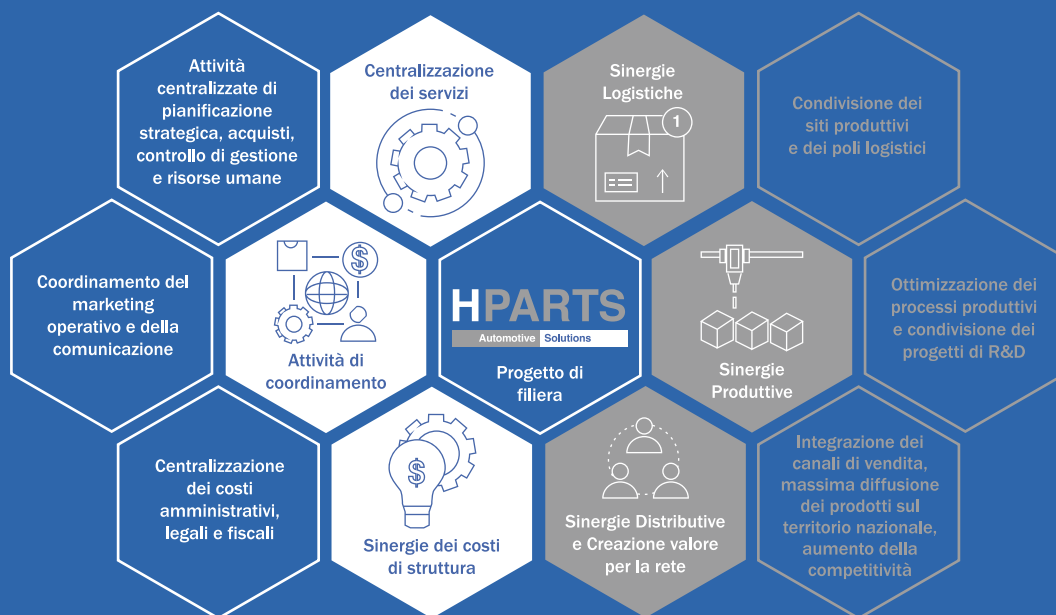 Attività
centralizzate di
pianificazione
strategica, acquisti,
controllo di gestione
e risorse umane
Centralizzazione
dei servizi
Sinergie
Logistiche
1
Condivisione dei
siti produttivi
e dei poli logistici
Coordinamento del
marketing
operativo e della
comunicazione
$
Attività di
coordinamento
HPARTS
Automotive Solutions
Progetto di
filiera
Sinergie
Produttive
Ottimizzazione dei
processi produttivi
e condivisione dei
progetti di R&D
Centralizzazione
dei costi
amministrativi,
legali e fiscali
$
Sinergie dei costi
di struttura
Sinergie Distributive
e Creazione valore
per la rete
Integrazione dei
canali di vendita,
massima diffusione
dei prodotti sul
territorio nazionale,
aumento della
competitività